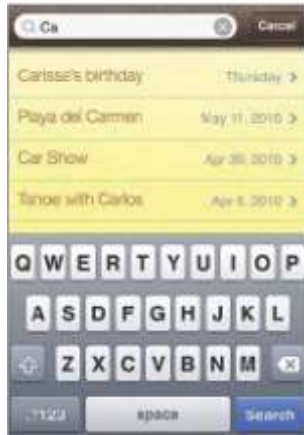 Ca Cancel
Carissa's birthday Thursday
Playa del Carmen May 11, 2010
Car Show Apr 30, 2010
Tahoe with Carlos Apr 6, 2010
Q W E R T Y U I O P
A S D F G H J K L
Z X C V B N M
.?123 space Search